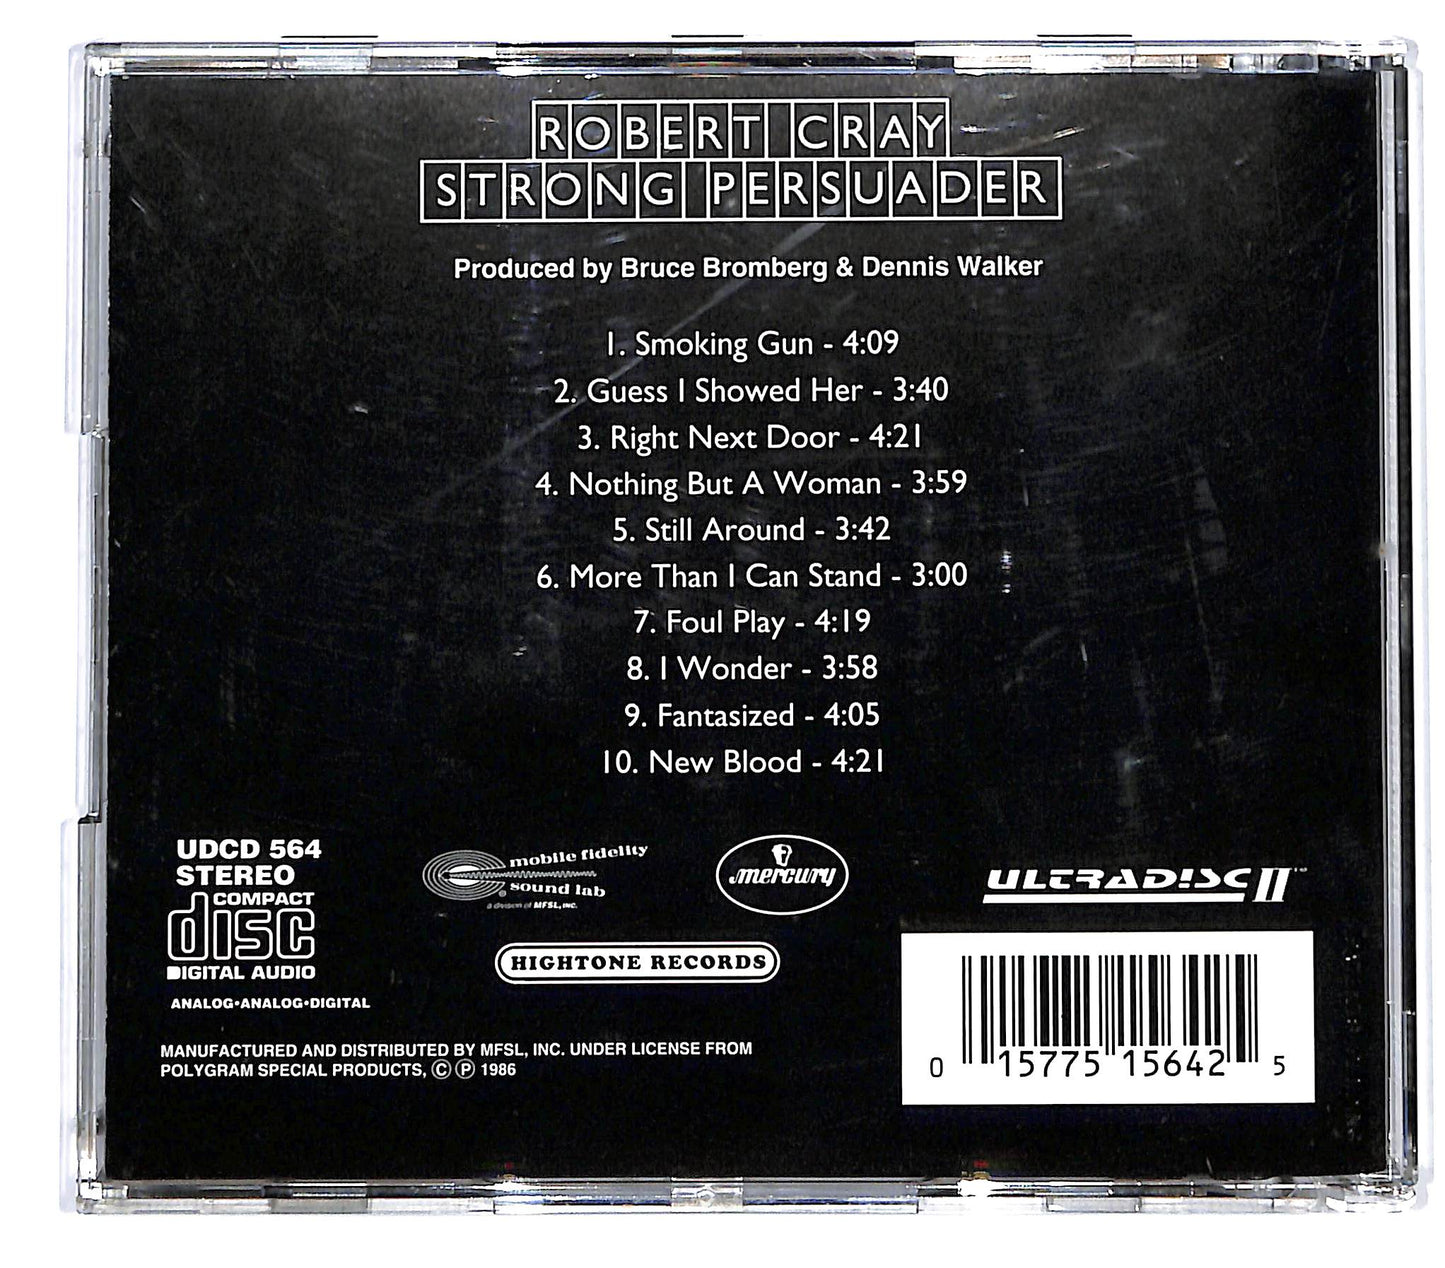 ROBERT CRAY
STRONG PERSUADER
Produced by Bruce Bromberg & Dennis Walker
1. Smoking Gun - 4:09
2. Guess I Showed Her - 3:40
3. Right Next Door - 4:21
4. Nothing But A Woman - 3:59
5. Still Around - 3:42
6. More Than I Can Stand - 3:00
7. Foul Play - 4:19
8. I Wonder - 3:58
9. Fantasized - 4:05
10. New Blood - 4:21
UDCD 564
STEREO
COMPACT
disc
DIGITAL AUDIO
ANALOG•ANALOG•DIGITAL
mobile fidelity
sound lab
a division of MFSL, INC.
mercury
HIGHTONE RECORDS
ULTRADISC II™
MANUFACTURED AND DISTRIBUTED BY MFSL, INC. UNDER LICENSE FROM
POLYGRAM SPECIAL PRODUCTS, Ⓒ Ⓟ 1986
0 15775 15642 5